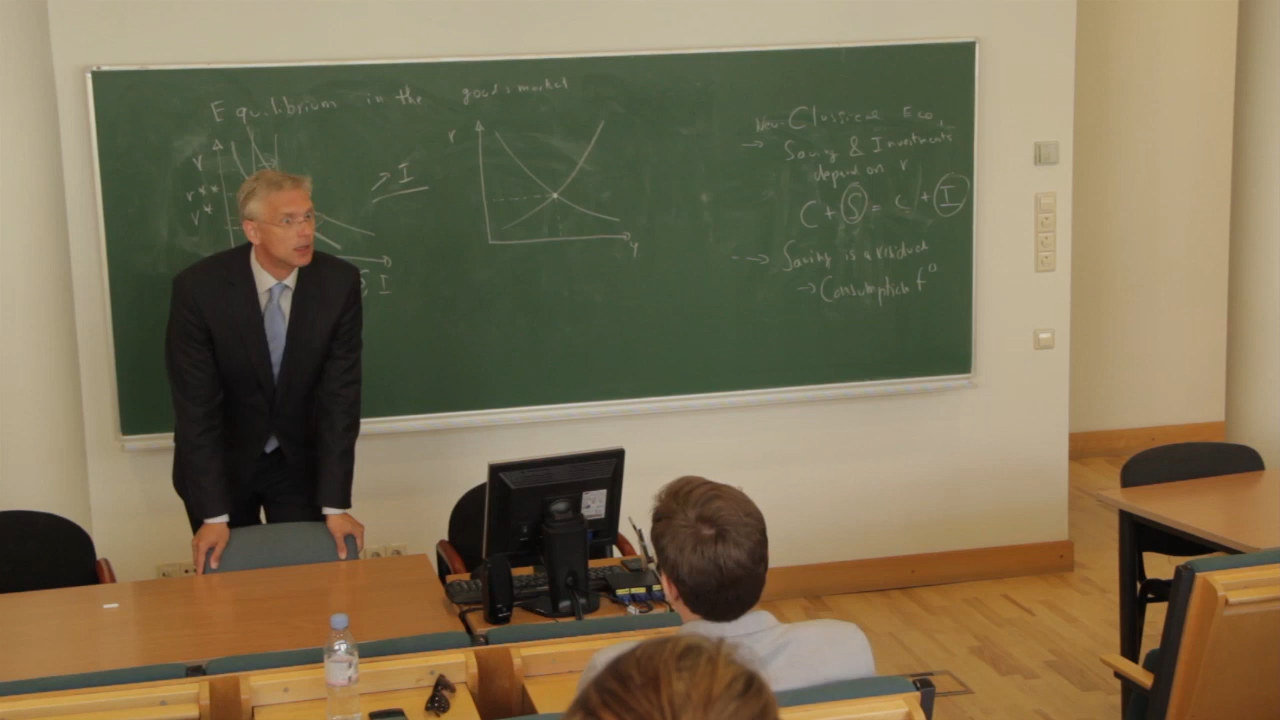 Equilibrium in the goods market
r
r**
r*
I
↗ I
r
y
New-Classical Eco.
→ Saving & Investments
depend on r
C + S = C + I
--→ Saving is a residual
→ Consumption f°